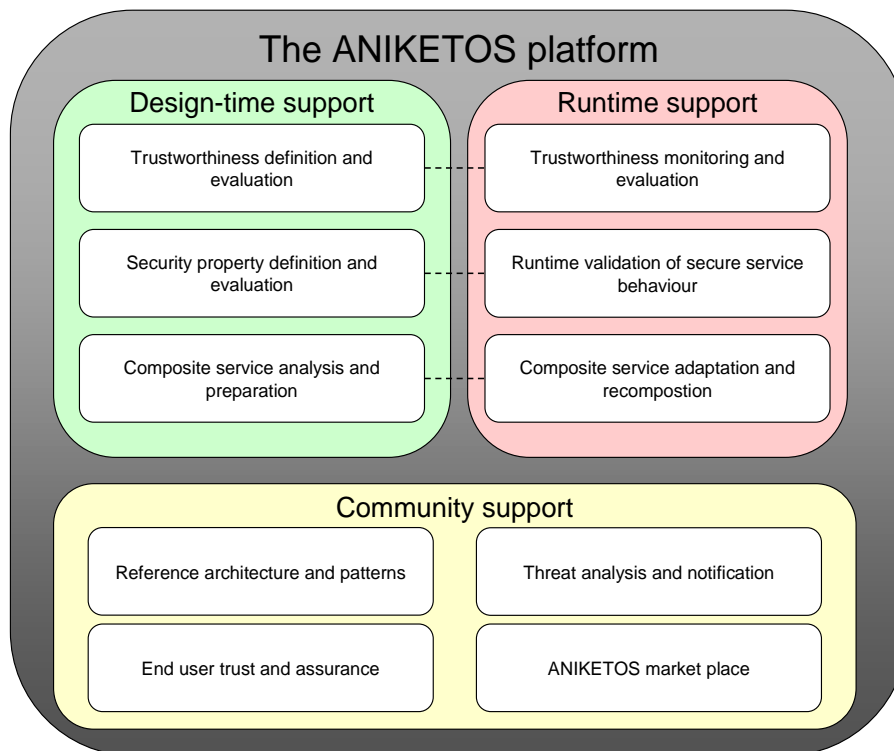 The ANIKETOS platform
Design-time support
Trustworthiness definition and
evaluation
Security property definition and
evaluation
Composite service analysis and
preparation
Runtime support
Trustworthiness monitoring and
evaluation
Runtime validation of secure service
behaviour
Composite service adaptation and
recompostion
Community support
Reference architecture and patterns
Threat analysis and notification
End user trust and assurance
ANIKETOS market place